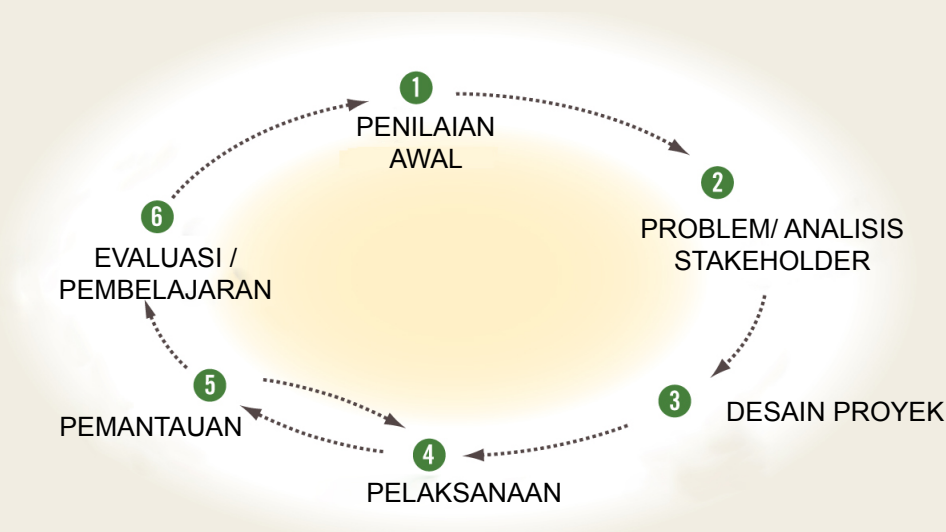 1
PENILAIAN
AWAL
2
PROBLEM/ ANALISIS
STAKEHOLDER
3
DESAIN PROYEK
4
PELAKSANAAN
5
PEMANTAUAN
6
EVALUASI /
PEMBELAJARAN